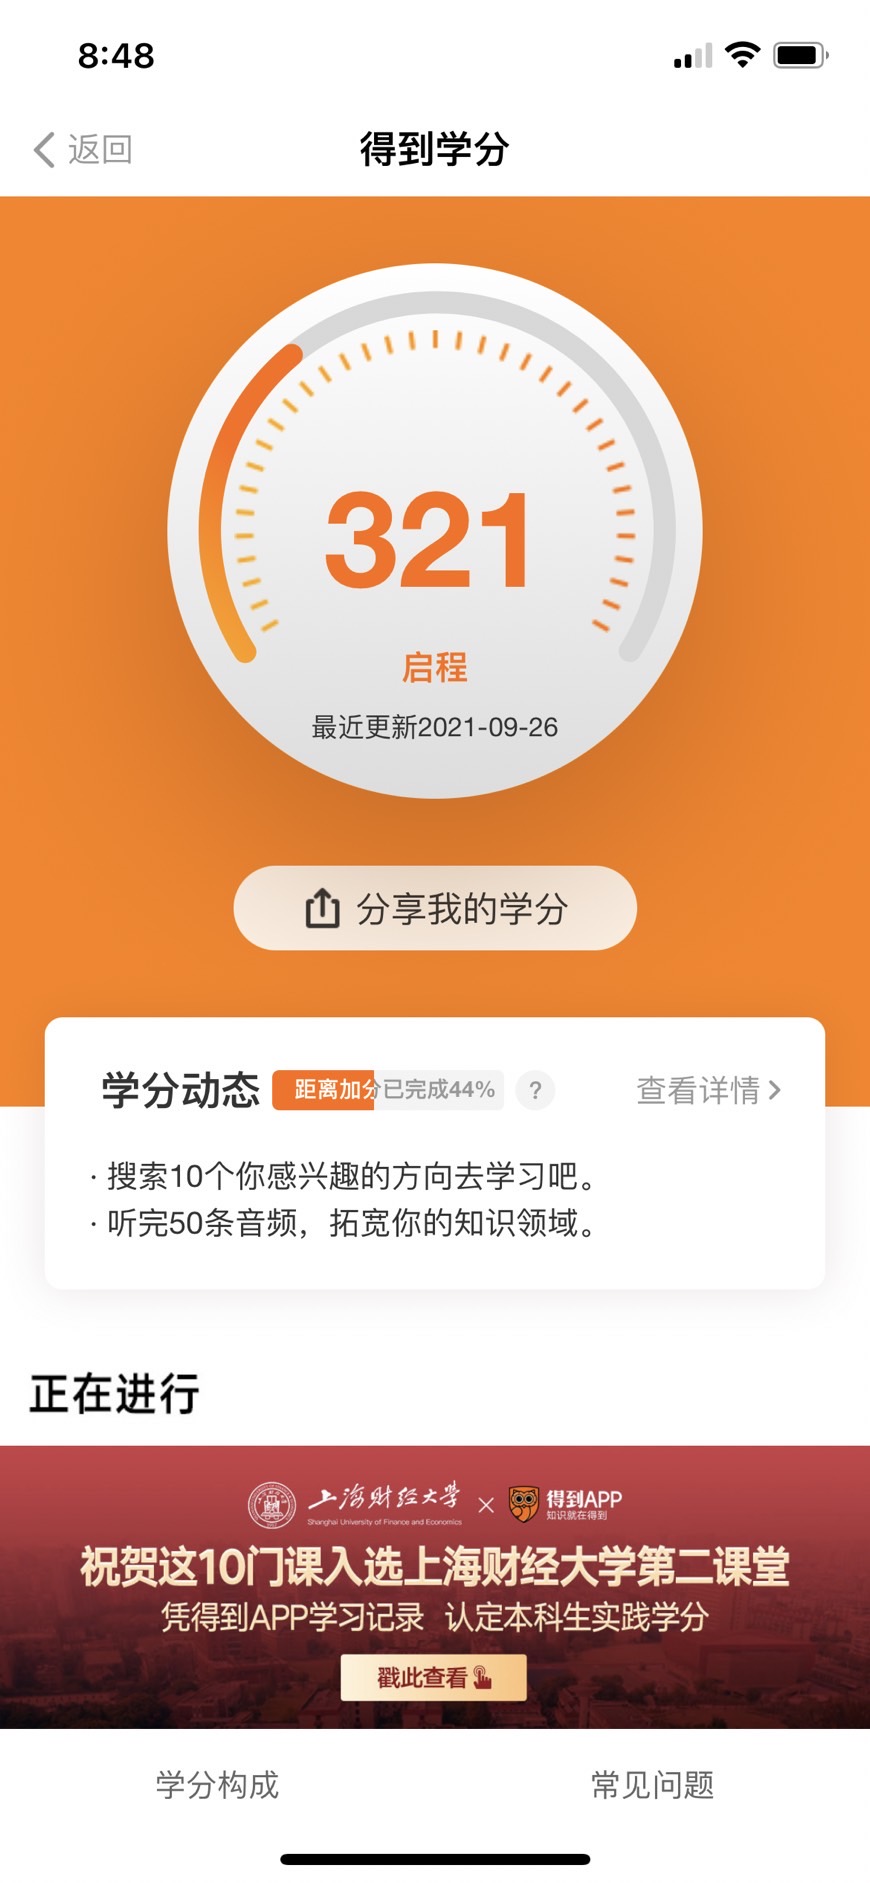 8:48
返回
得到学分
321
启程
最近更新2021-09-26
分享我的学分
学分动态 距离加分已完成44% ? 查看详情
· 搜索10个你感兴趣的方向去学习吧。
· 听完50条音频，拓宽你的知识领域。
正在进行
上海财经大学 × 得到APP
Shanghai University of Finance and Economics 知识就在得到
祝贺这10门课入选上海财经大学第二课堂
凭得到APP学习记录 认定本科生实践学分
戳此查看
学分构成 常见问题